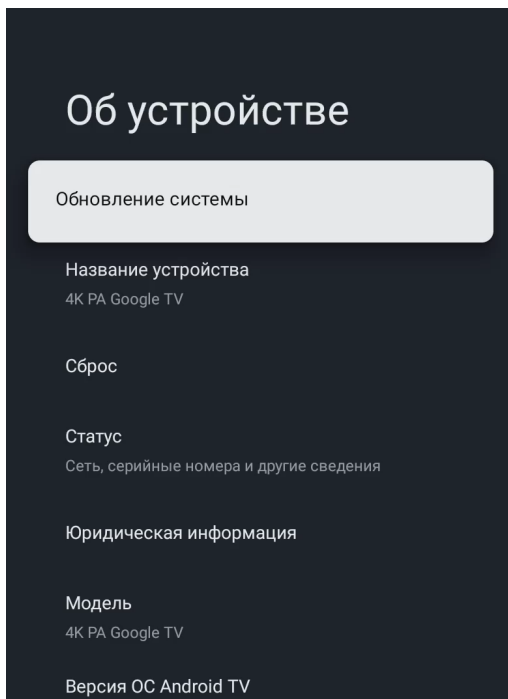 Об устройстве
Обновление системы
Название устройства
4K PA Google TV
Сброс
Статус
Сеть, серийные номера и другие сведения
Юридическая информация
Модель
4K PA Google TV
Версия ОС Android TV